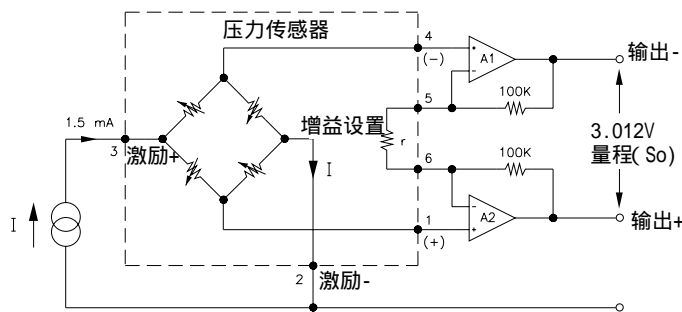 压力传感器
4
(-)
+
A1
-
输出-
100K
1.5 mA
增益设置
5
3.012V
量程(So)
3
激励+
r
I
6
100K
I
-
A2
+
1
(+)
输出+
2
激励-